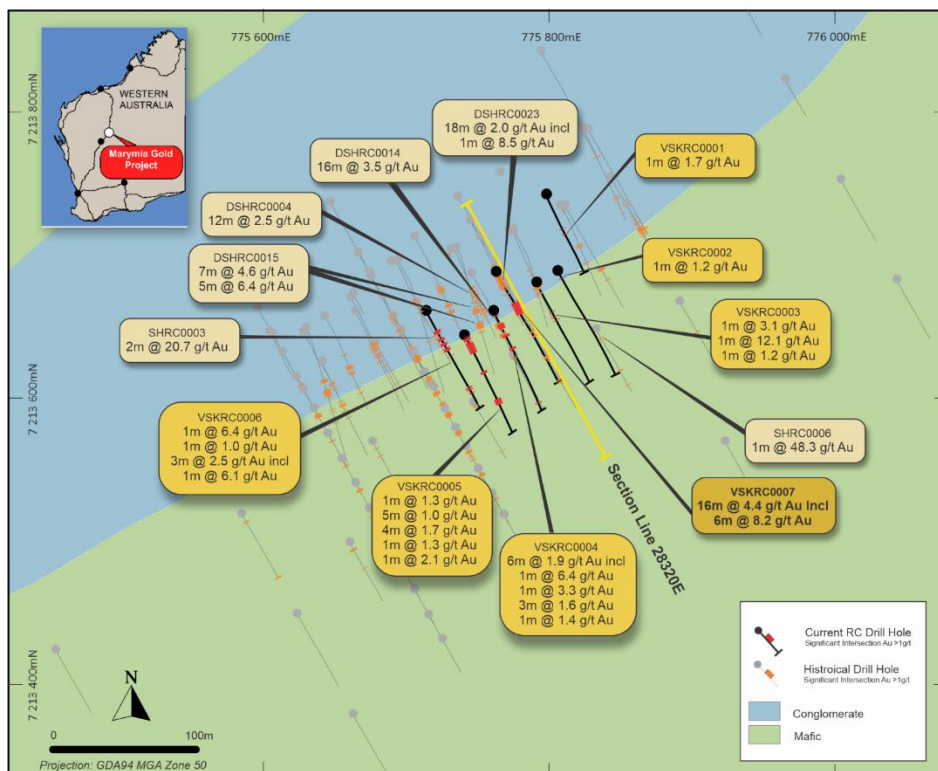 775 600mE
775 800mE
776 000mE
7 213 800mN
7 213 600mN
7 213 400mN
WESTERN
AUSTRALIA
Marymia Gold
Project
DSHRC0023
18m @ 2.0 g/t Au incl
1m @ 8.5 g/t Au
DSHRC0014
16m @ 3.5 g/t Au
DSHRC0004
12m @ 2.5 g/t Au
DSHRC0015
7m @ 4.6 g/t Au
5m @ 6.4 g/t Au
SHRC0003
2m @ 20.7 g/t Au
VSKRC0001
1m @ 1.7 g/t Au
VSKRC0002
1m @ 1.2 g/t Au
VSKRC0003
1m @ 3.1 g/t Au
1m @ 12.1 g/t Au
1m @ 1.2 g/t Au
SHRC0006
1m @ 48.3 g/t Au
VSKRC0007
16m @ 4.4 g/t Au Incl
6m @ 8.2 g/t Au
VSKRC0006
1m @ 6.4 g/t Au
1m @ 1.0 g/t Au
3m @ 2.5 g/t Au incl
1m @ 6.1 g/t Au
VSKRC0005
1m @ 1.3 g/t Au
5m @ 1.0 g/t Au
4m @ 1.7 g/t Au
1m @ 1.3 g/t Au
1m @ 2.1 g/t Au
VSKRC0004
6m @ 1.9 g/t Au incl
1m @ 6.4 g/t Au
1m @ 3.3 g/t Au
3m @ 1.6 g/t Au
1m @ 1.4 g/t Au
Section Line 28320E
Current RC Drill Hole
Significant Intersection Au >1g/t
Histroical Drill Hole
Significant Intersection Au >1g/t
Conglomerate
Mafic
N
0
100m
Projection: GDA94 MGA Zone 50